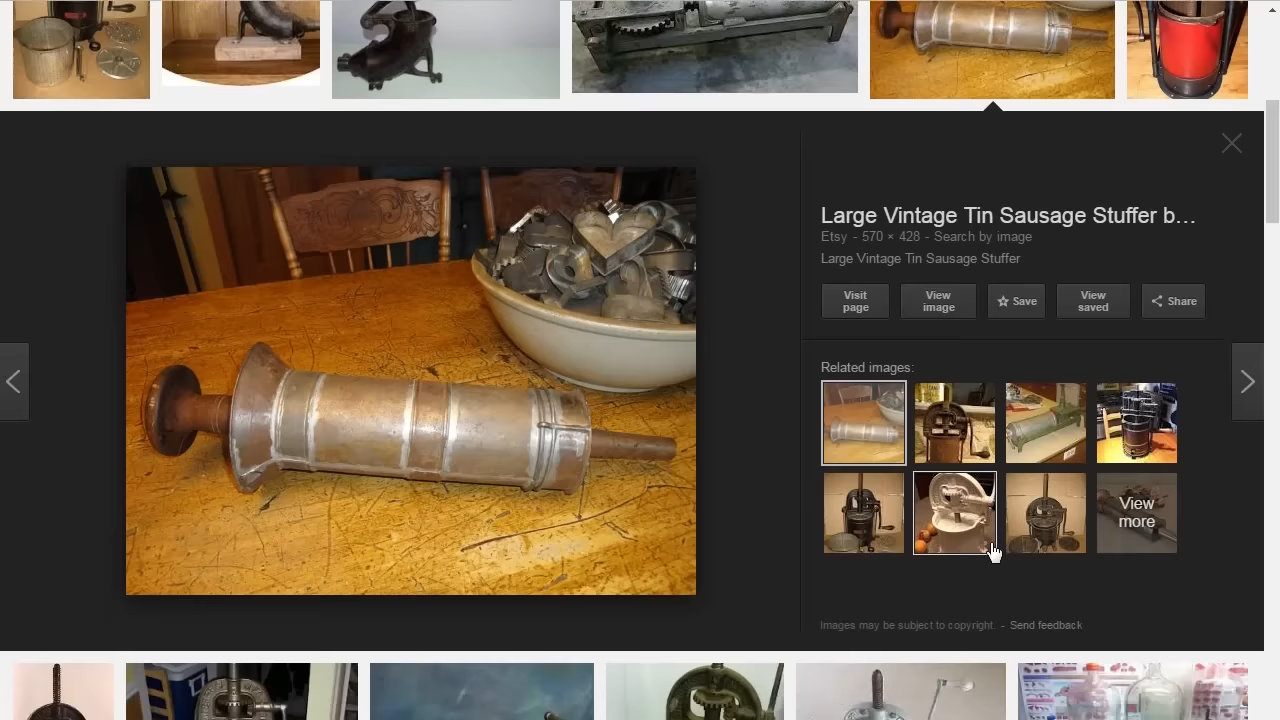 Large Vintage Tin Sausage Stuffer b…
Etsy - 570 × 428 - Search by image
Large Vintage Tin Sausage Stuffer
Visit page
View image
Save
View saved
Share
Related images:
View more
Images may be subject to copyright. - Send feedback